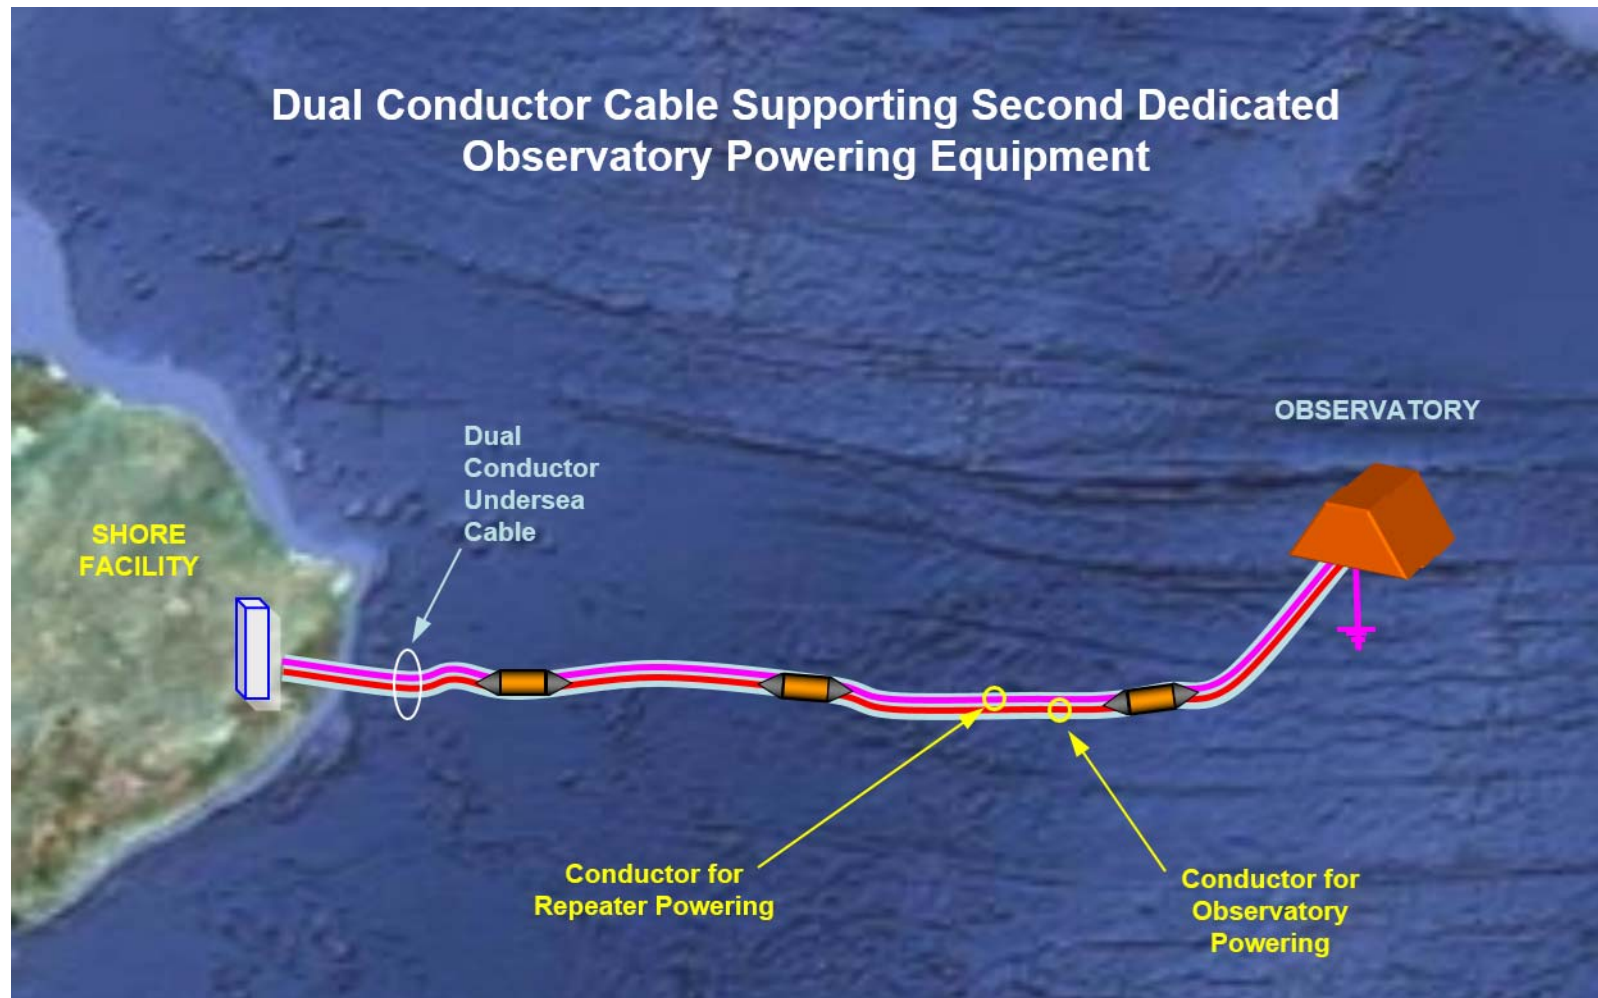 Dual Conductor Cable Supporting Second Dedicated
Observatory Powering Equipment
OBSERVATORY
Dual
Conductor
Undersea
Cable
SHORE
FACILITY
Conductor for
Repeater Powering
Conductor for
Observatory
Powering